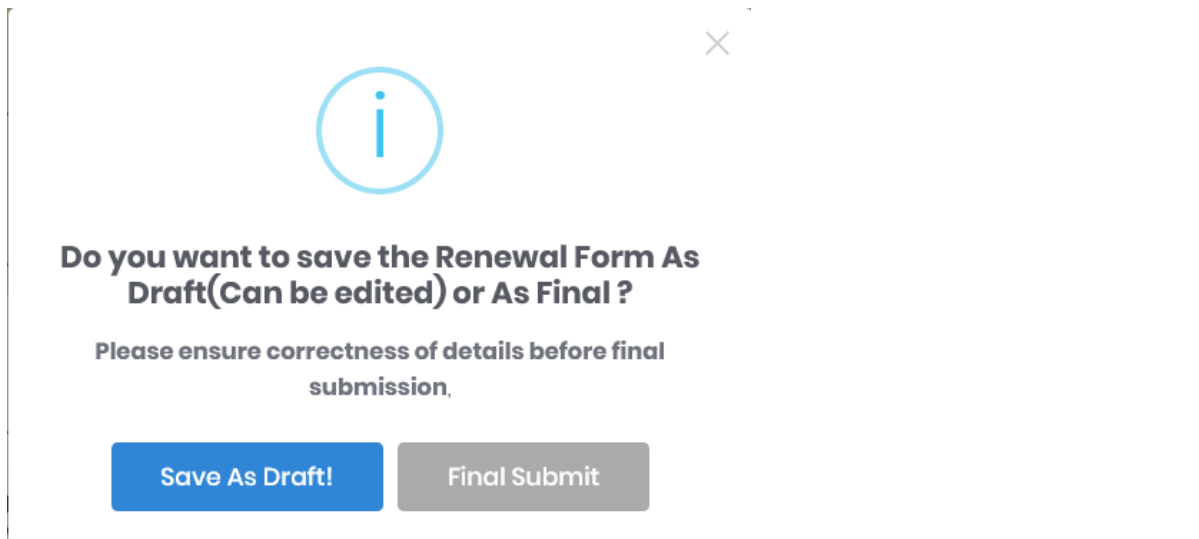 Do you want to save the Renewal Form As
Draft(Can be edited) or As Final ?
Please ensure correctness of details before final
submission,
Save As Draft!
Final Submit